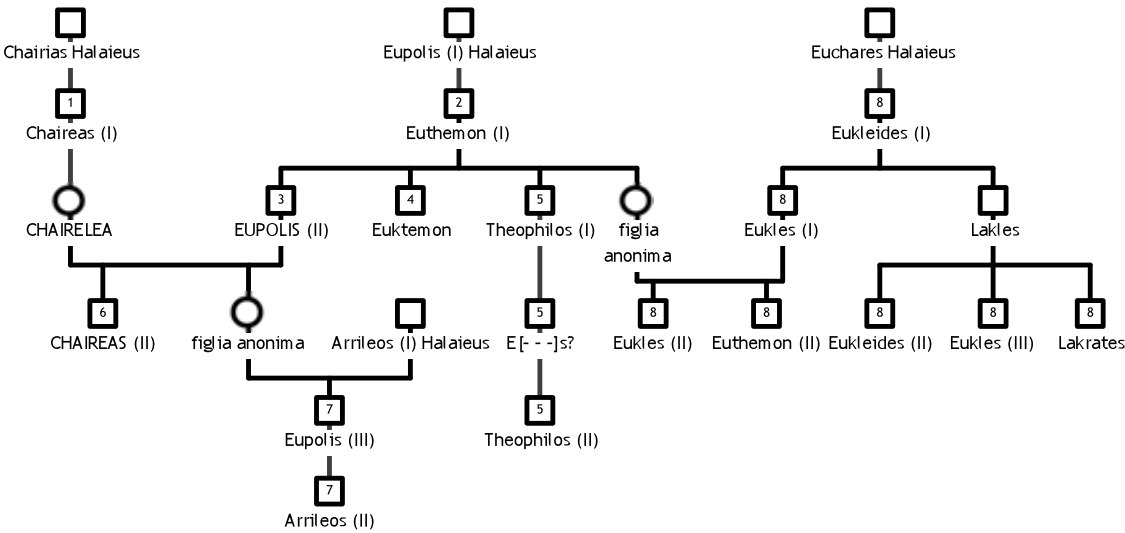 Chairias Halaieus
Eupolis (I) Halaieus
Euchares Halaieus
1
2
8
Chaireas (I)
Euthemon (I)
Eukleides (I)
3
4
5
8
CHAIRELEA
EUPOLIS (II)
Euktemon
Theophilos (I)
figlia
anonima
Eukles (I)
Lakles
6
5
8
8
8
8
8
CHAIREAS (II)
figlia anonima
Arrileos (I) Halaieus
E[- - -]s?
Eukles (II)
Euthemon (II)
Eukleides (II)
Eukles (III)
Lakrates
7
5
Eupolis (III)
Theophilos (II)
7
Arrileos (II)